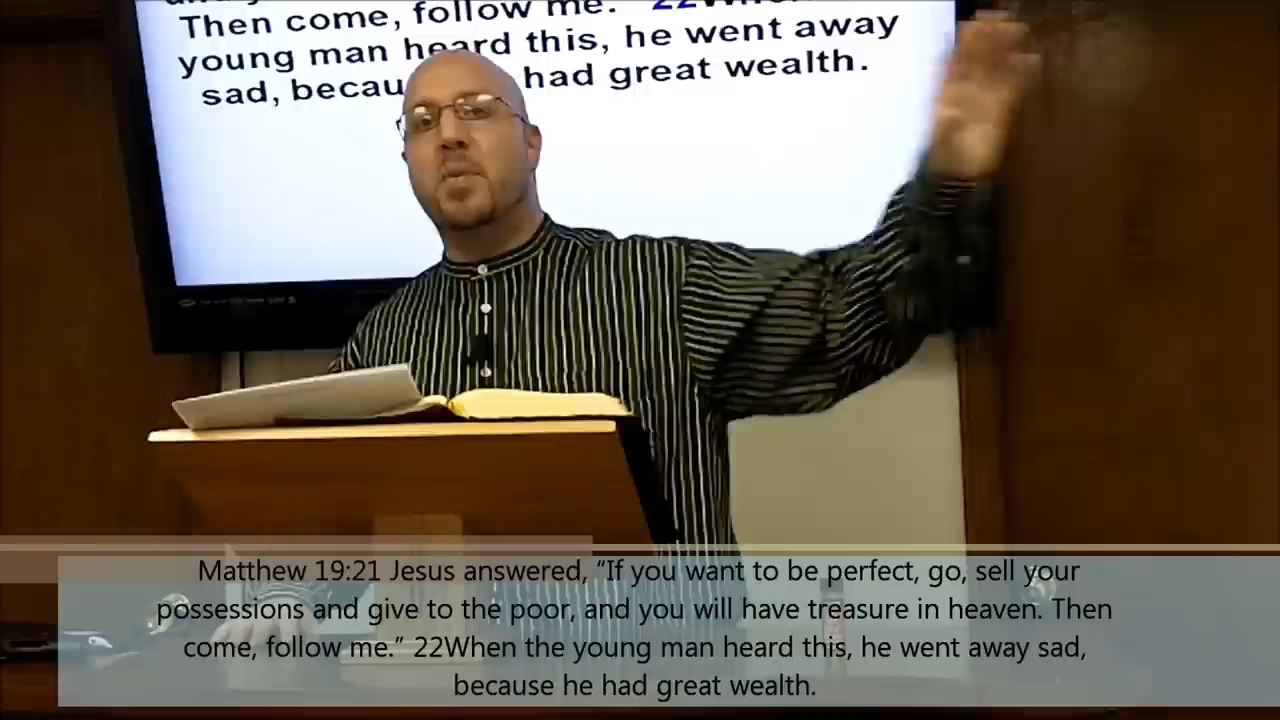 Then come, follow me. 22
young man heard this, he went away
sad, becau had great wealth.
Matthew 19:21 Jesus answered, “If you want to be perfect, go, sell your
possessions and give to the poor, and you will have treasure in heaven. Then
come, follow me.” 22When the young man heard this, he went away sad,
because he had great wealth.